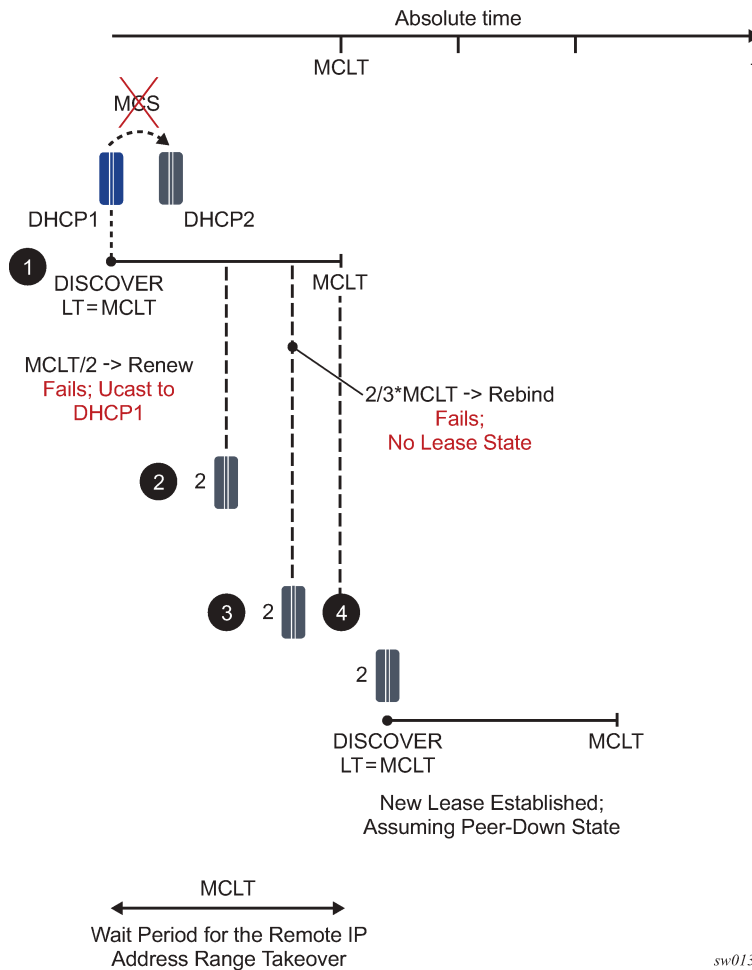 Absolute time
MCLT
MCS
DHCP1
DHCP2
1
DISCOVER
LT=MCLT
MCLT
MCLT/2 -> Renew
Fails; Ucast to
DHCP1
2/3*MCLT -> Rebind
Fails;
No Lease State
2
2
3
2
4
2
DISCOVER
LT=MCLT
MCLT
New Lease Established;
Assuming Peer-Down State
MCLT
Wait Period for the Remote IP
Address Range Takeover